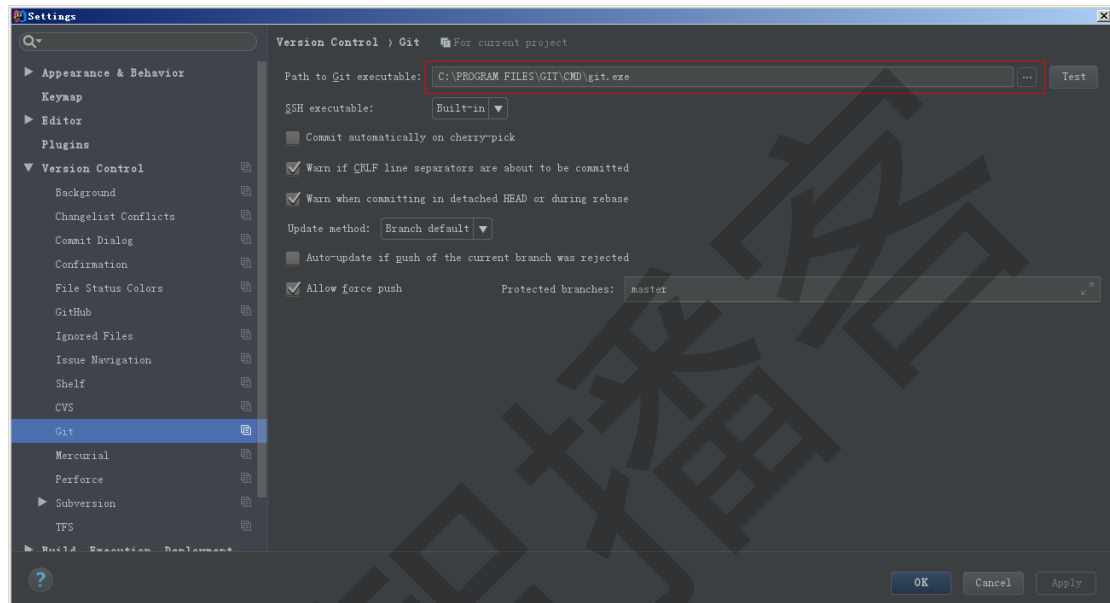 Settings
Version Control › Git For current project
Appearance & Behavior
Keymap
Editor
Plugins
Version Control
Background
Changelist Conflicts
Commit Dialog
Confirmation
File Status Colors
GitHub
Ignored Files
Issue Navigation
Shelf
CVS
Git
Mercurial
Perforce
Subversion
TFS
Build, Execution, Deployment
Path to Git executable: C:\PROGRAM FILES\GIT\CMD\git.exe ... Test
SSH executable: Built-in
Commit automatically on cherry-pick
Warn if CRLF line separators are about to be committed
Warn when committing in detached HEAD or during rebase
Update method: Branch default
Auto-update if push of the current branch was rejected
Allow force push Protected branches: master
?
OK Cancel Apply
播客